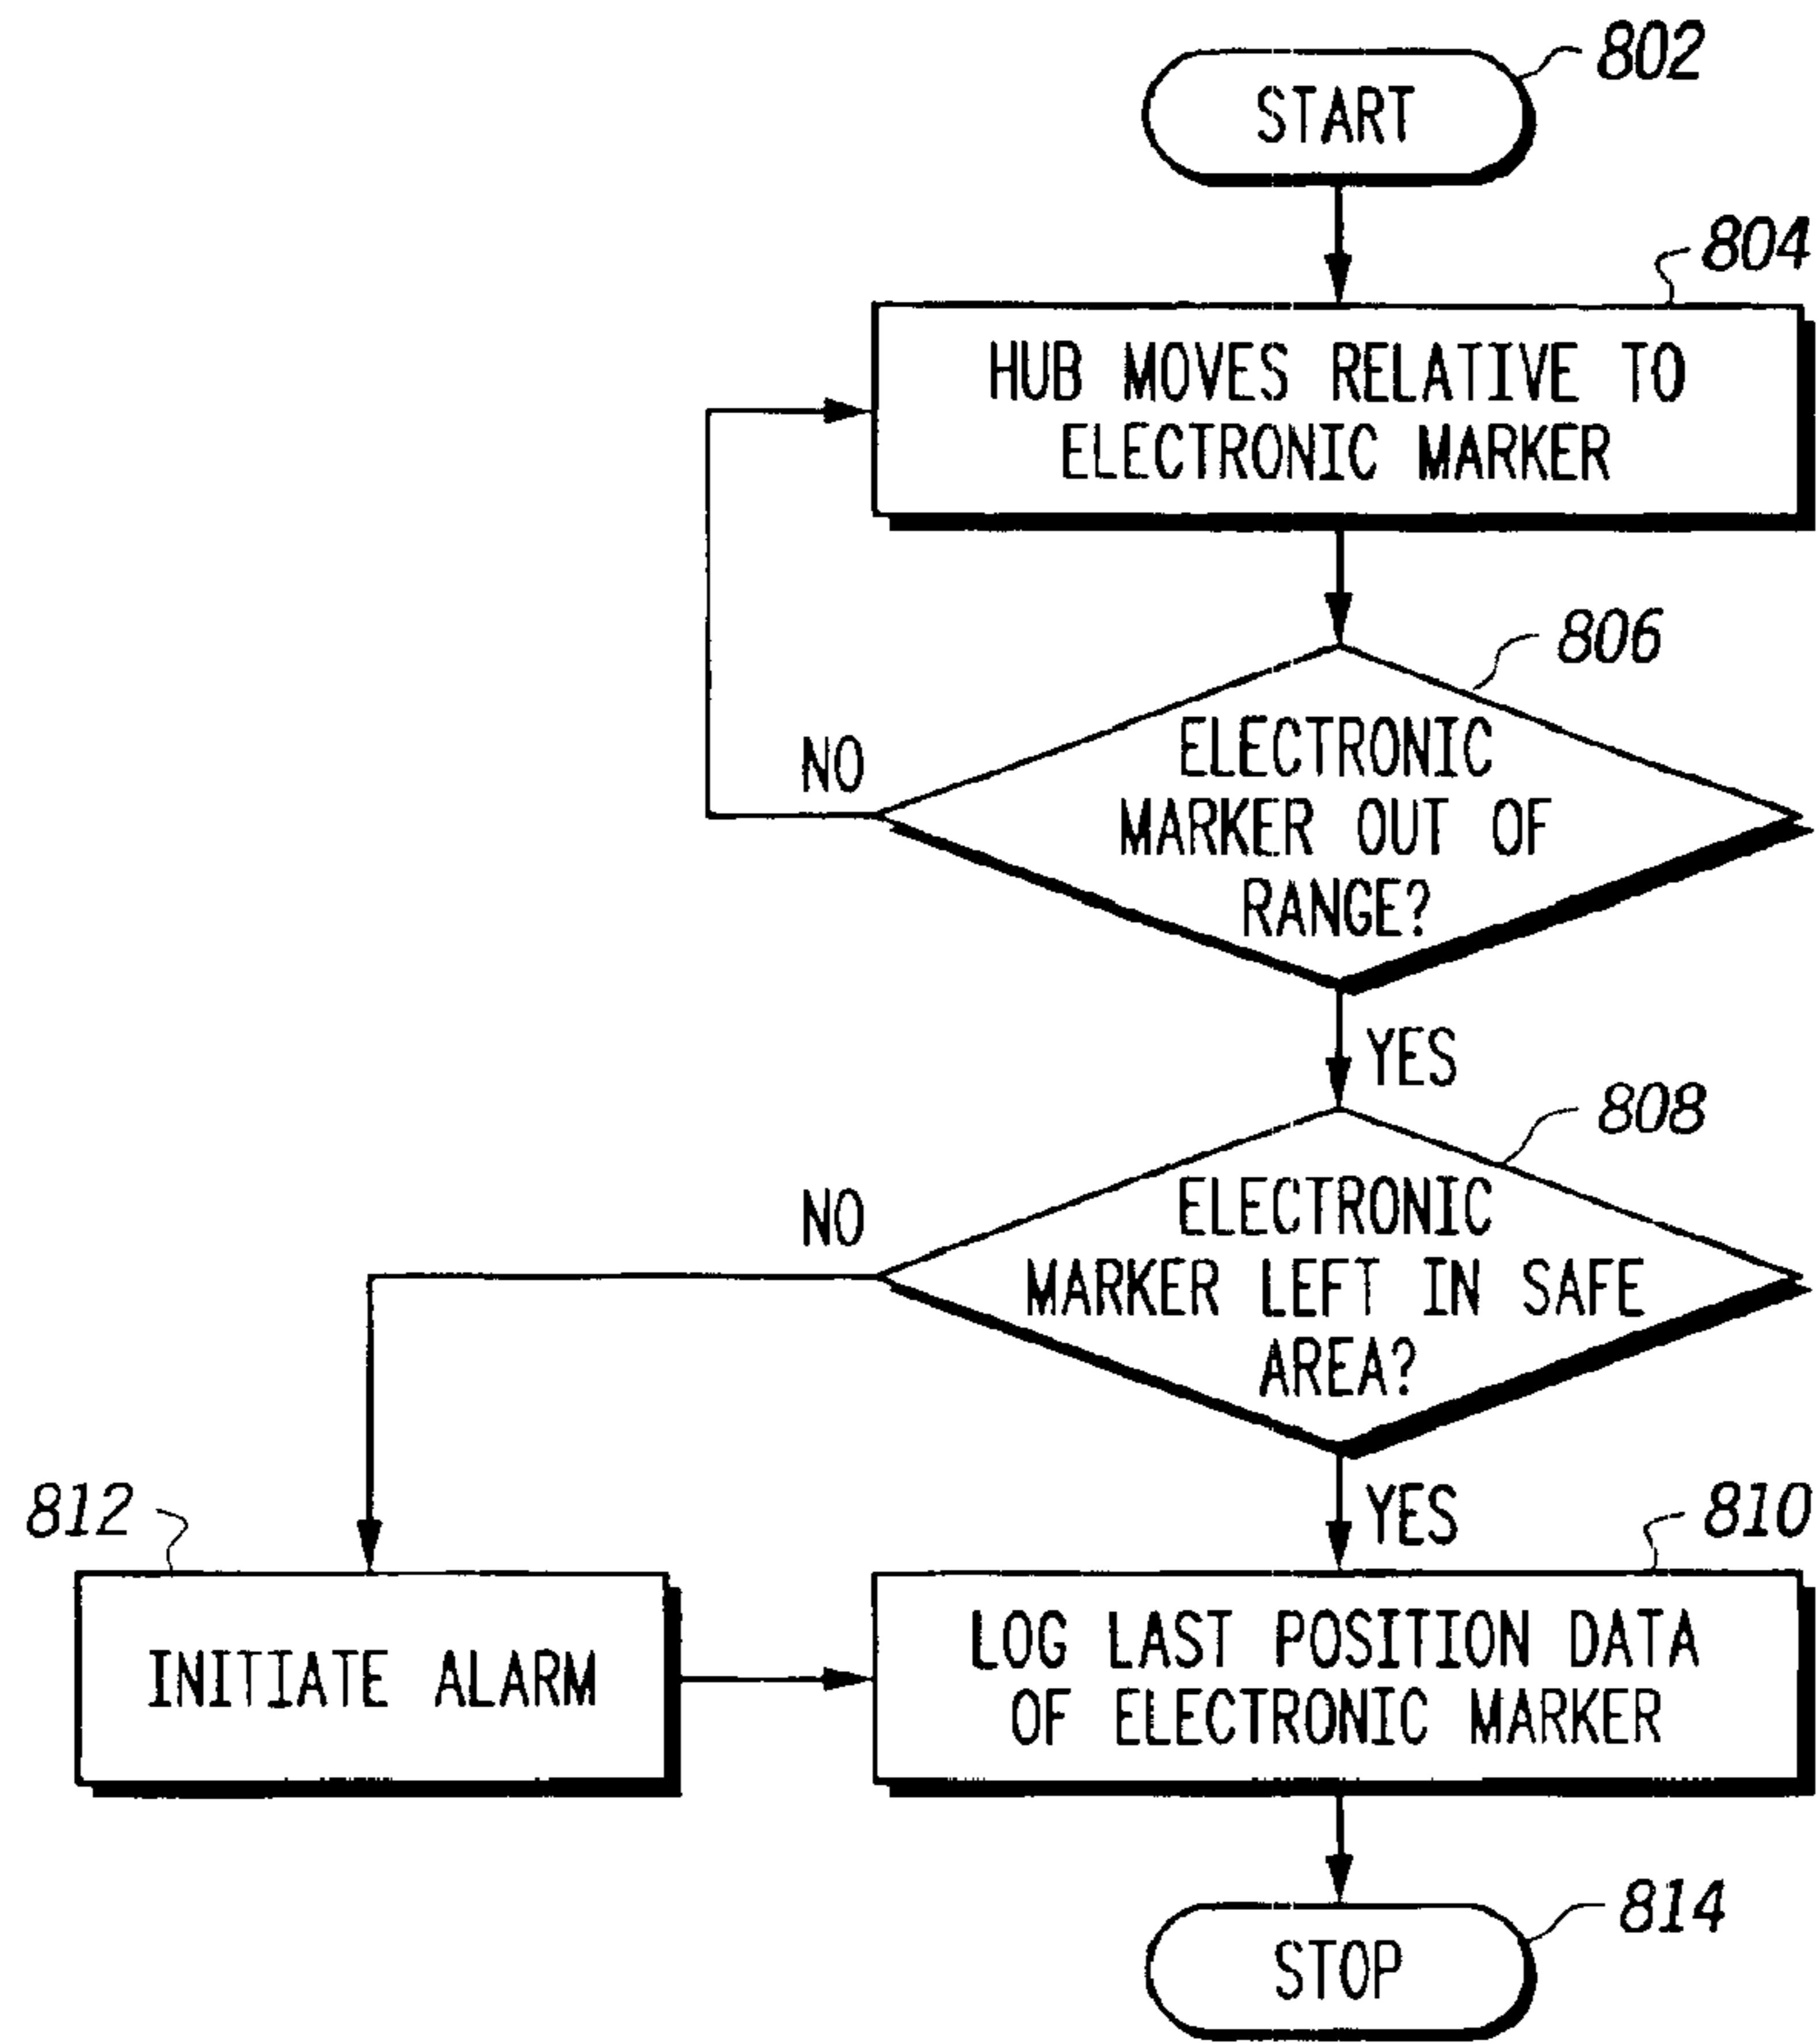 802
START
804
HUB MOVES RELATIVE TO
ELECTRONIC MARKER
806
ELECTRONIC
MARKER OUT OF
RANGE?
NO
YES
808
ELECTRONIC
MARKER LEFT IN SAFE
AREA?
NO
YES
812
INITIATE ALARM
810
LOG LAST POSITION DATA
OF ELECTRONIC MARKER
814
STOP